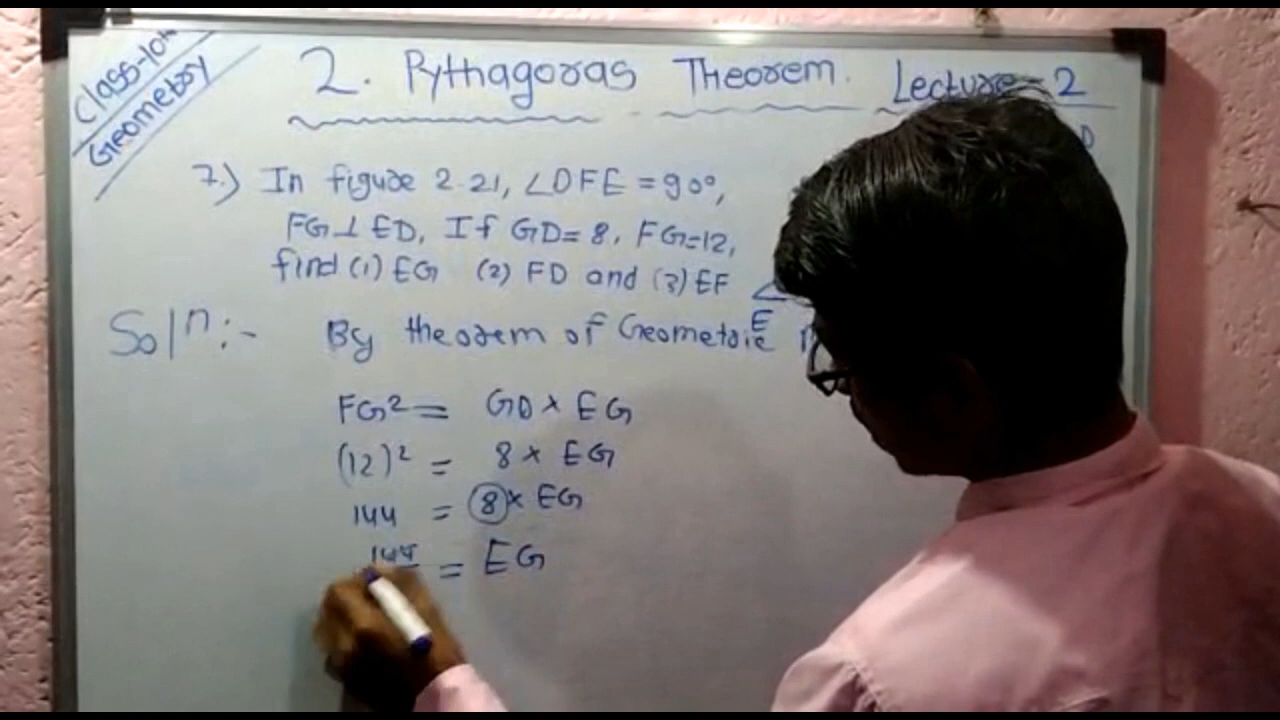 Class-10th
Geometry
2. Pythagoras Theorem. Lecture-2
D
7.) In figure 2.21, ∠DFE = 90°,
FG⊥ED, If GD=8, FG=12,
find (1) EG (2) FD and (3) EF
E
Solⁿ:- By theorem of Geometric
FG² = GD × EG
(12)² = 8 × EG
144 = 8 × EG
144 = EG